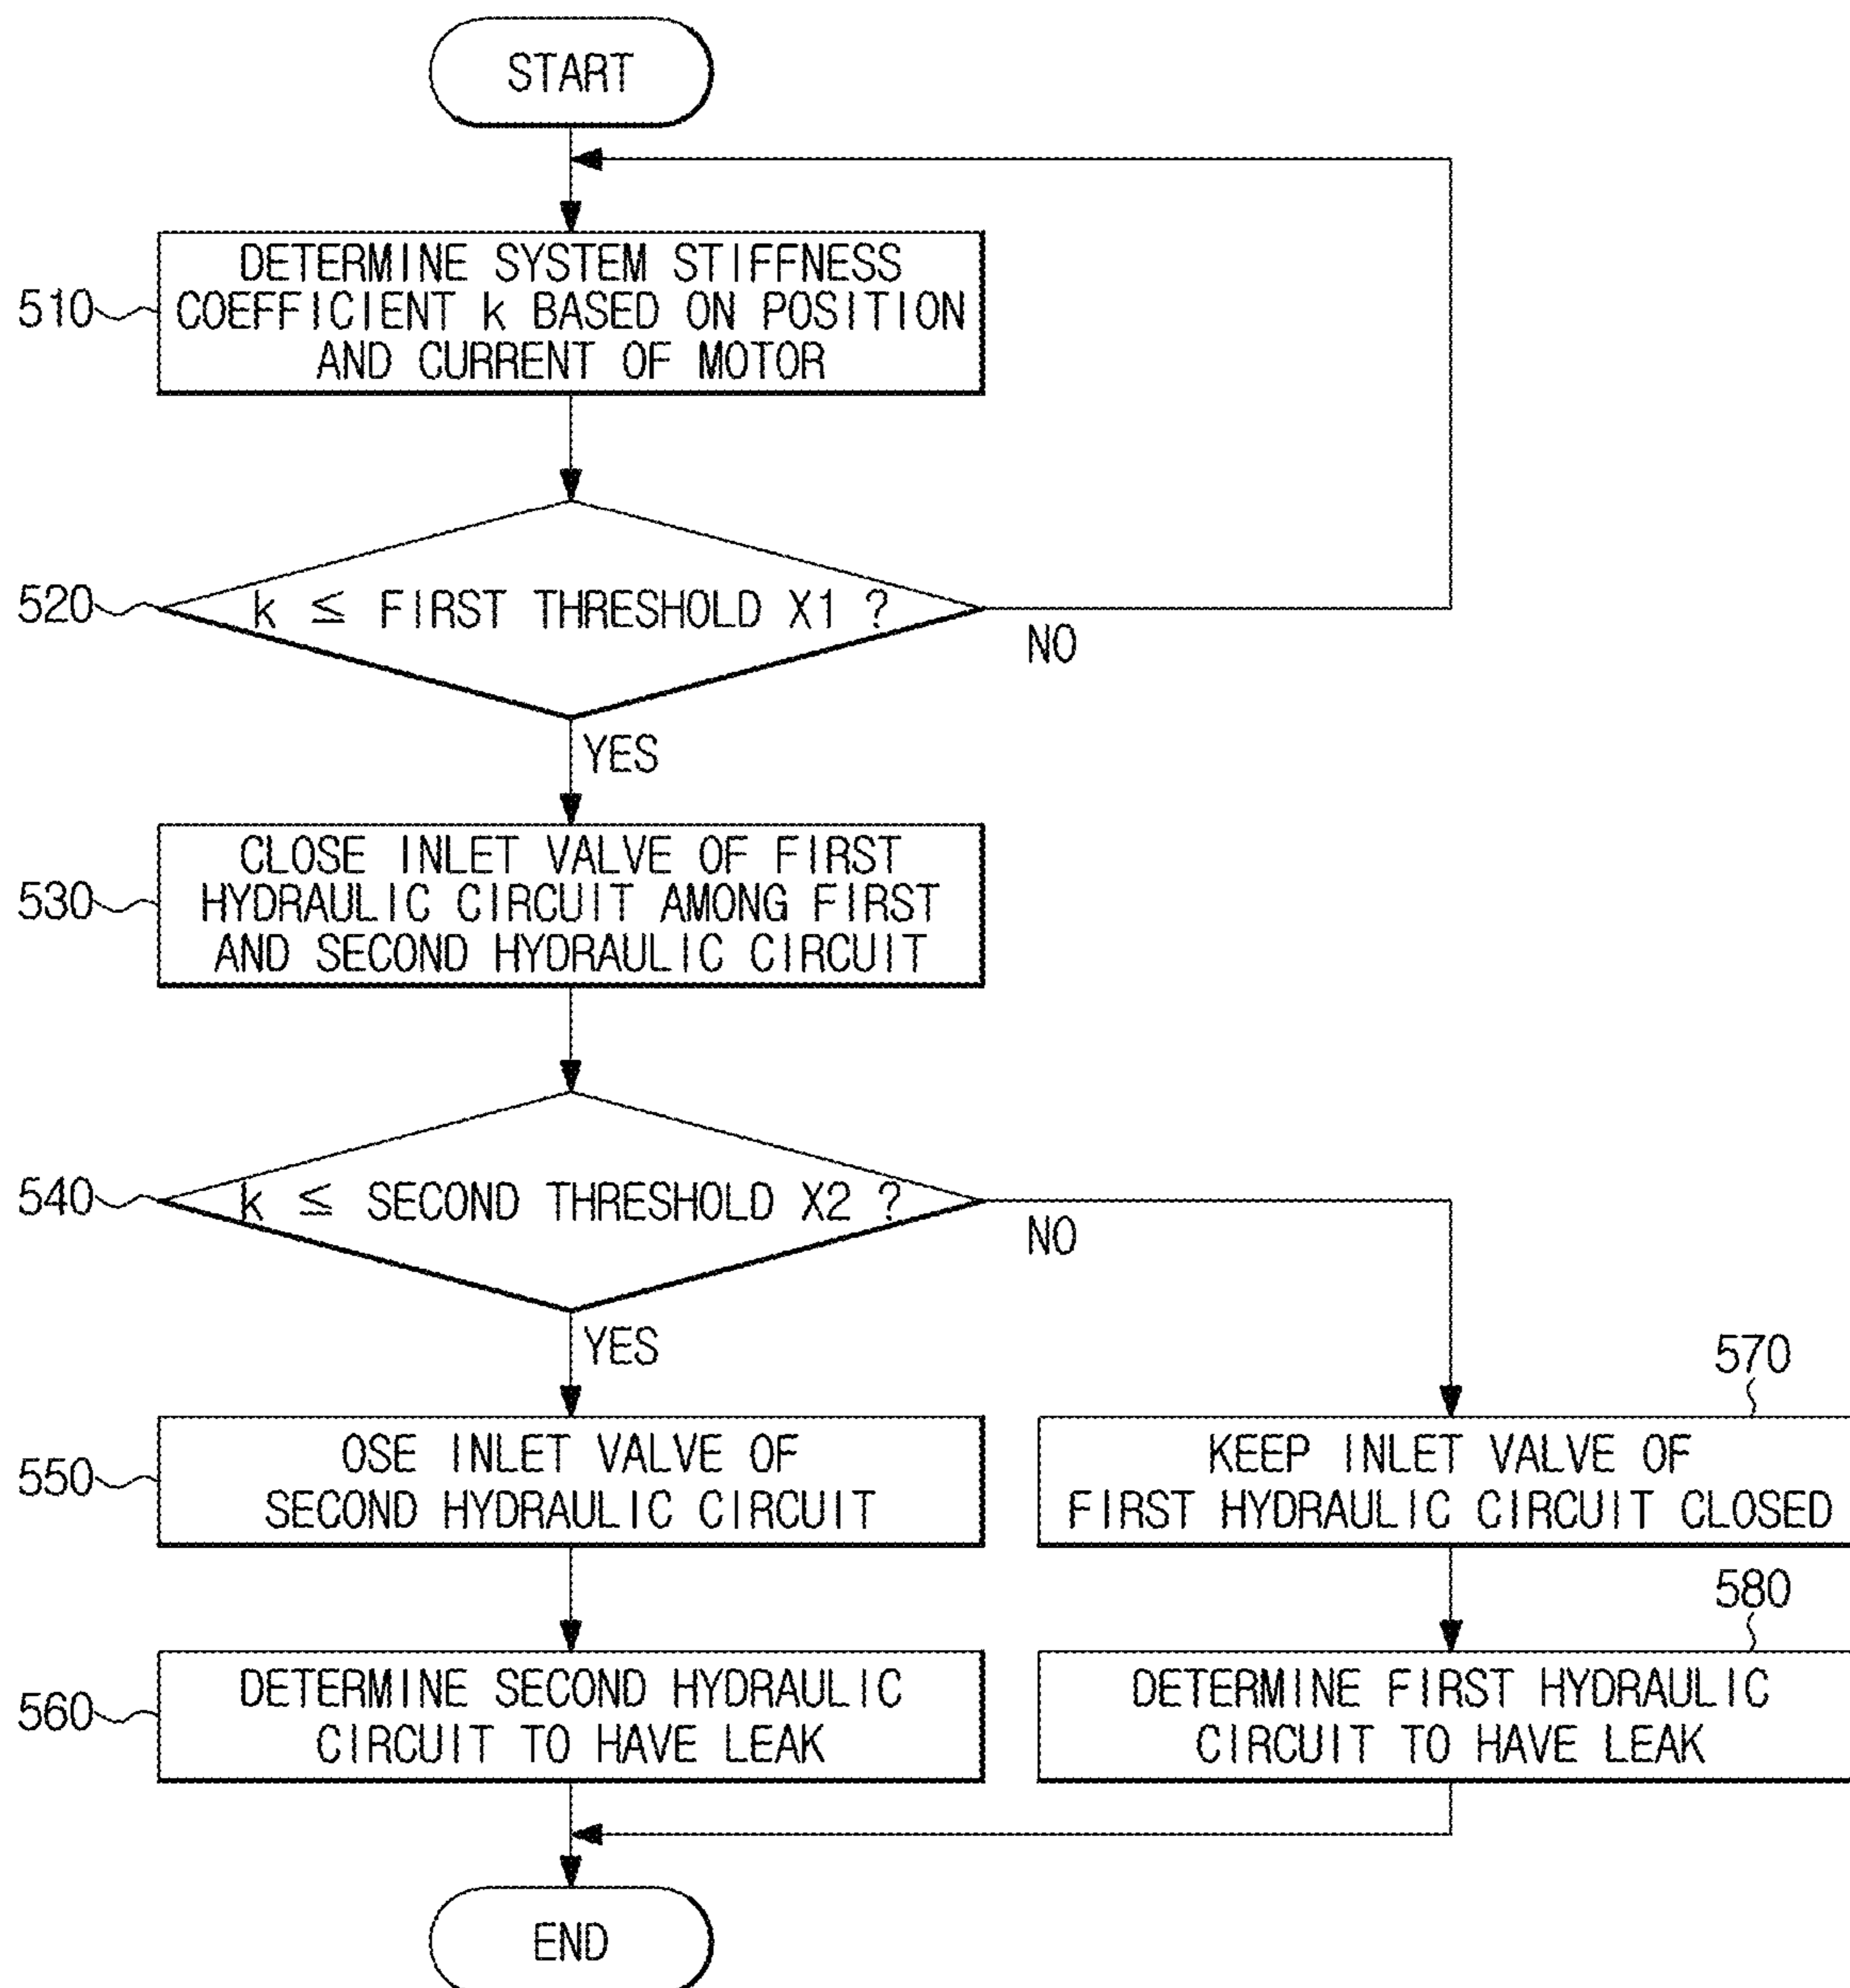 START
510
DETERMINE SYSTEM STIFFNESS
COEFFICIENT k BASED ON POSITION
AND CURRENT OF MOTOR
520
k ≤ FIRST THRESHOLD X1 ?
NO
YES
530
CLOSE INLET VALVE OF FIRST
HYDRAULIC CIRCUIT AMONG FIRST
AND SECOND HYDRAULIC CIRCUIT
540
k ≤ SECOND THRESHOLD X2 ?
NO
YES
550
OSE INLET VALVE OF
SECOND HYDRAULIC CIRCUIT
570
KEEP INLET VALVE OF
FIRST HYDRAULIC CIRCUIT CLOSED
560
DETERMINE SECOND HYDRAULIC
CIRCUIT TO HAVE LEAK
580
DETERMINE FIRST HYDRAULIC
CIRCUIT TO HAVE LEAK
END